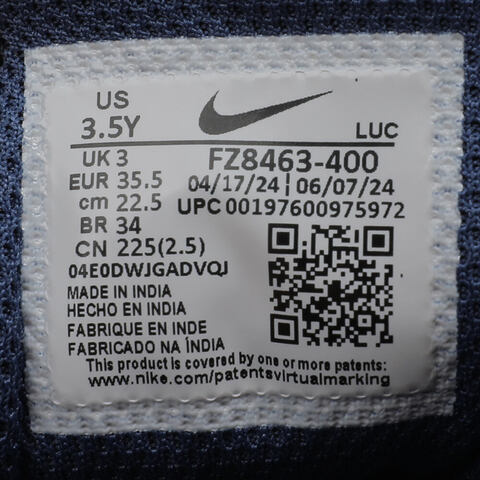 US
3.5Y
LUC
UK 3
FZ8463-400
EUR 35.5
04/17/24 | 06/07/24
cm 22.5
UPC 00197600975972
BR 34
CN 225(2.5)
04E0DWJGADVQJ
MADE IN INDIA
HECHO EN INDIA
FABRIQUE EN INDE
FABRICADO NA ÍNDIA
This product is covered by one or more patents:
www.nike.com/patentsvirtualmarking